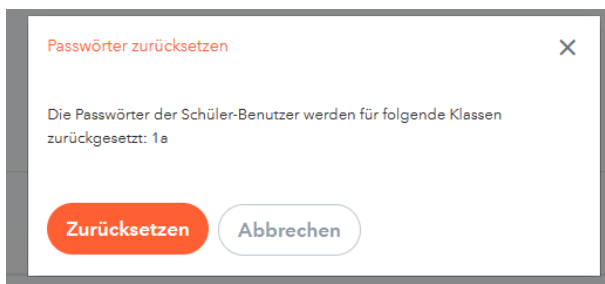 Passwörter zurücksetzen
Die Passwörter der Schüler-Benutzer werden für folgende Klassen
zurückgesetzt: 1a
Zurücksetzen
Abbrechen